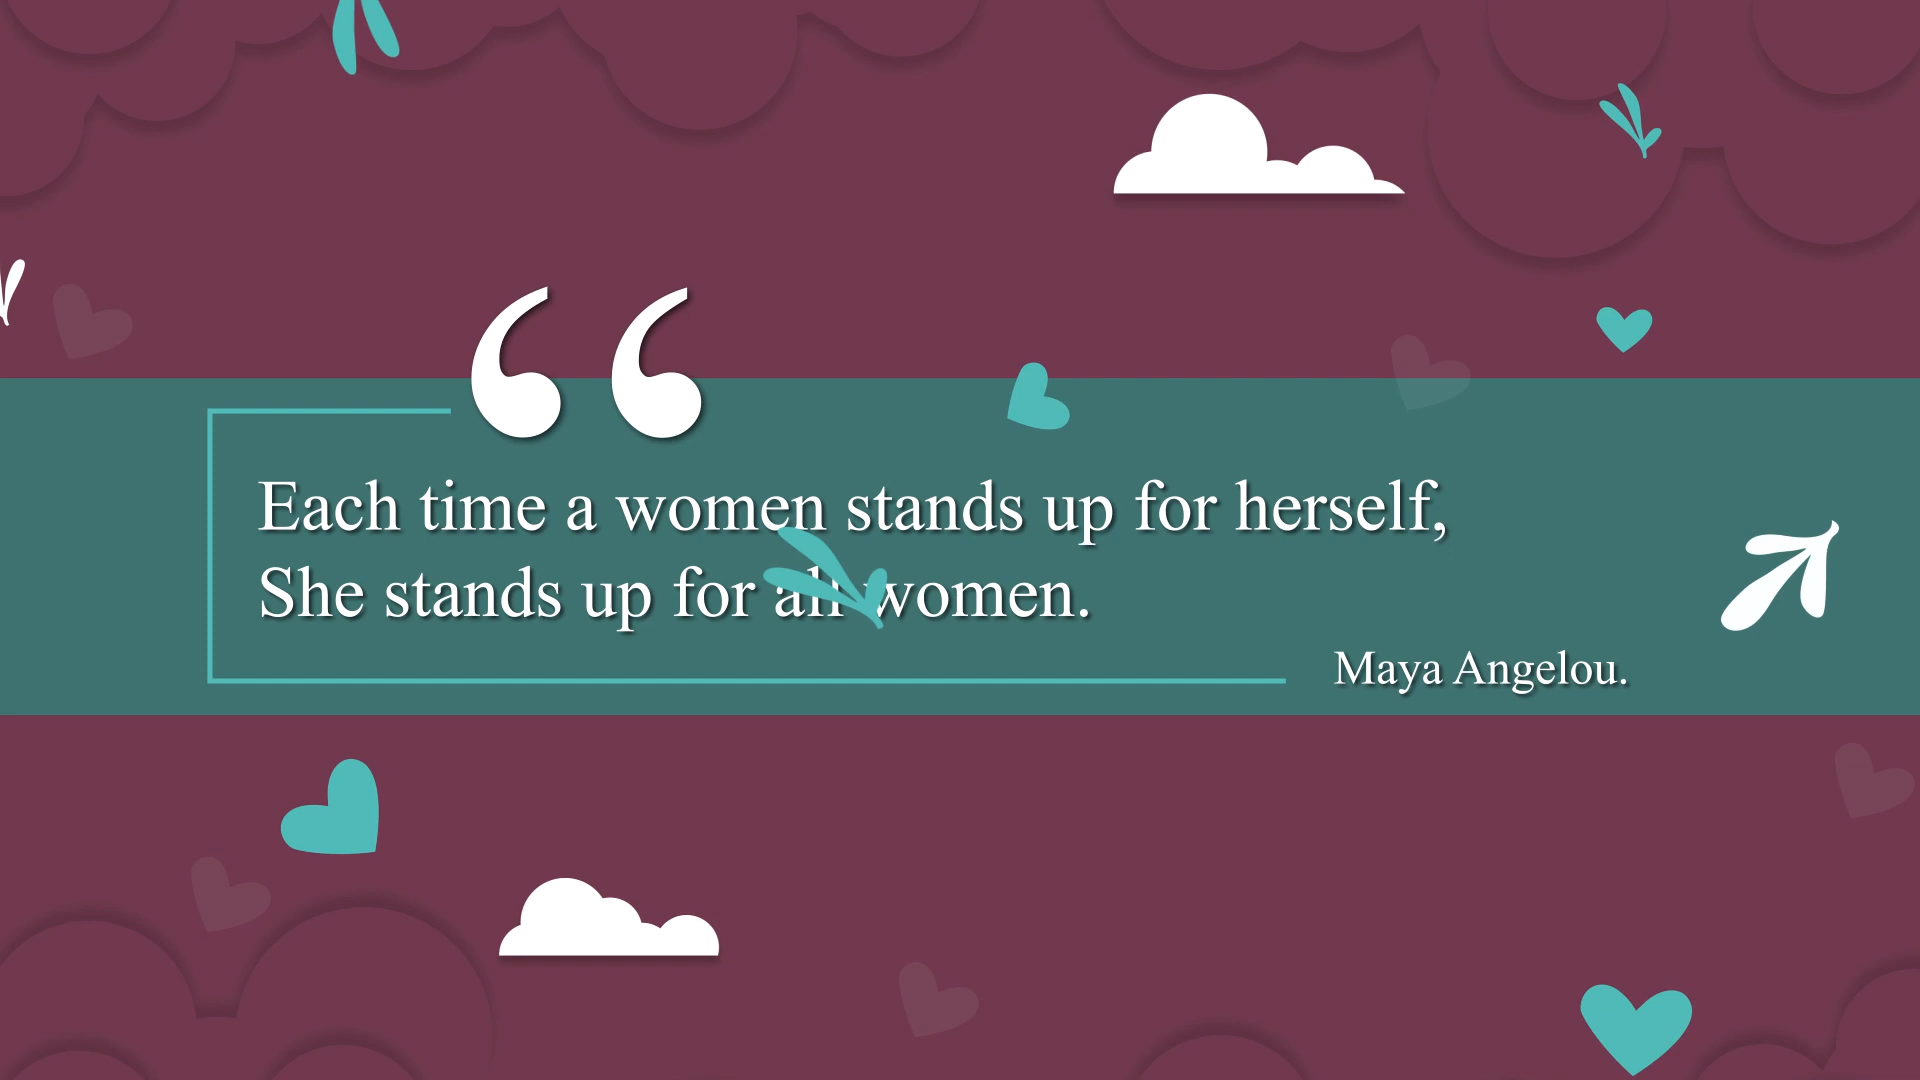 “
Each time a women stands up for herself,
She stands up for all women.
Maya Angelou.